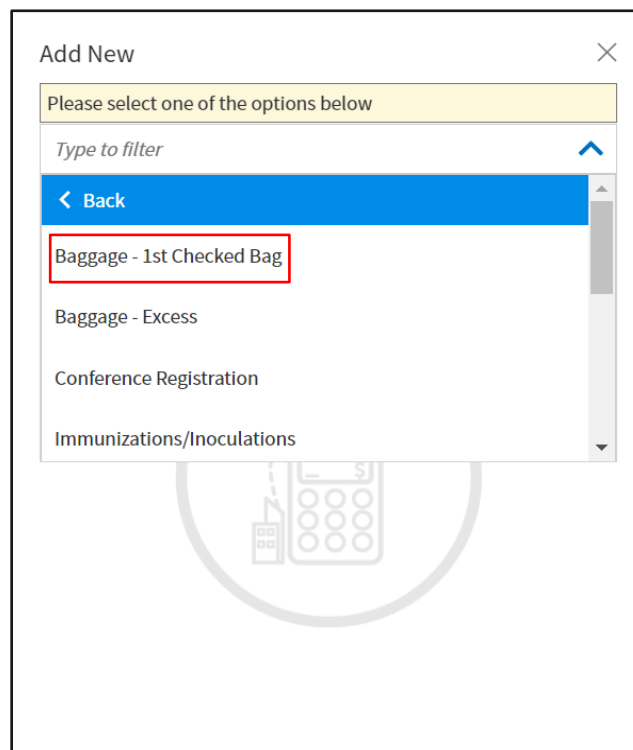 Add New
Please select one of the options below
Type to filter
Back
Baggage - 1st Checked Bag
Baggage - Excess
Conference Registration
Immunizations/Inoculations
$